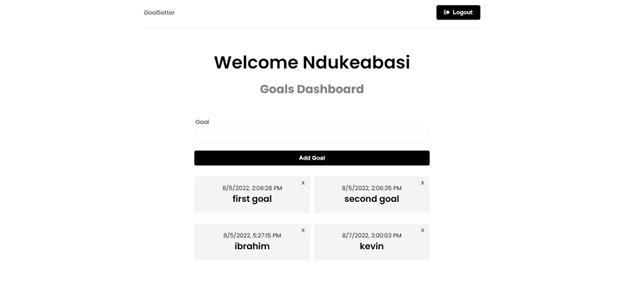 GoalSetter
Logout
Welcome Ndukeabasi
Goals Dashboard
Goal
Add Goal
X
8/5/2022, 2:06:28 PM
first goal
X
8/5/2022, 2:06:35 PM
second goal
X
8/5/2022, 5:27:15 PM
ibrahim
X
8/7/2022, 3:00:03 PM
kevin